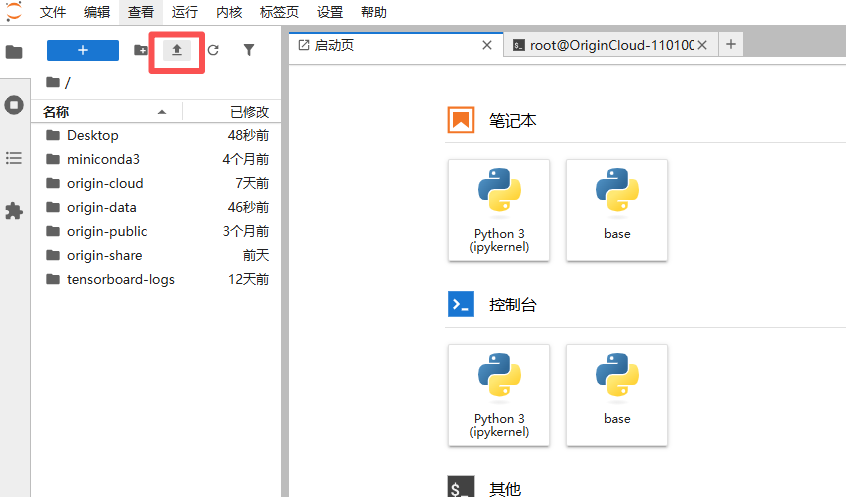 文件 编辑 查看 运行 内核 标签页 设置 帮助
启动页
root@OriginCloud-11010
/
名称 已修改
Desktop 48秒前
miniconda3 4个月前
origin-cloud 7天前
origin-data 46秒前
origin-public 3个月前
origin-share 前天
tensorboard-logs 12天前
笔记本
Python 3
(ipykernel)
base
控制台
Python 3
(ipykernel)
base
$_ 其他